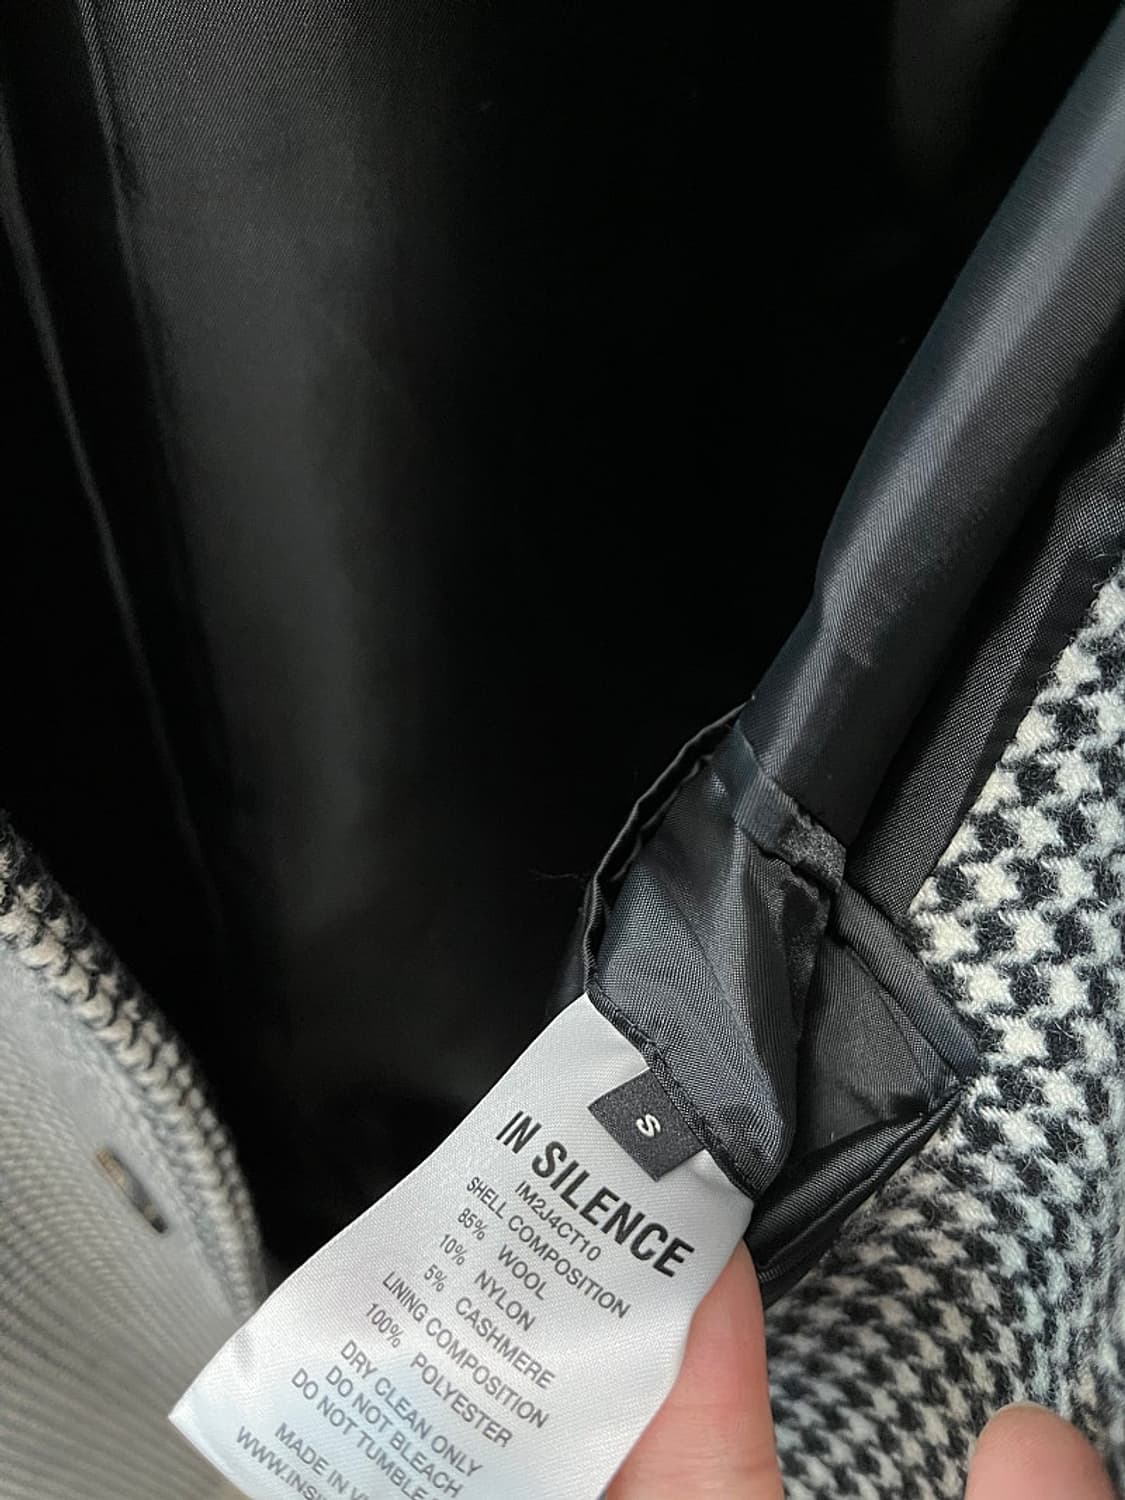 S
IN SILENCE
IM2J4CT10
SHELL COMPOSITION
85% WOOL
10% NYLON
5% CASHMERE
LINING COMPOSITION
100% POLYESTER
DRY CLEAN ONLY
DO NOT BLEACH
DO NOT TUMBLE
MADE IN